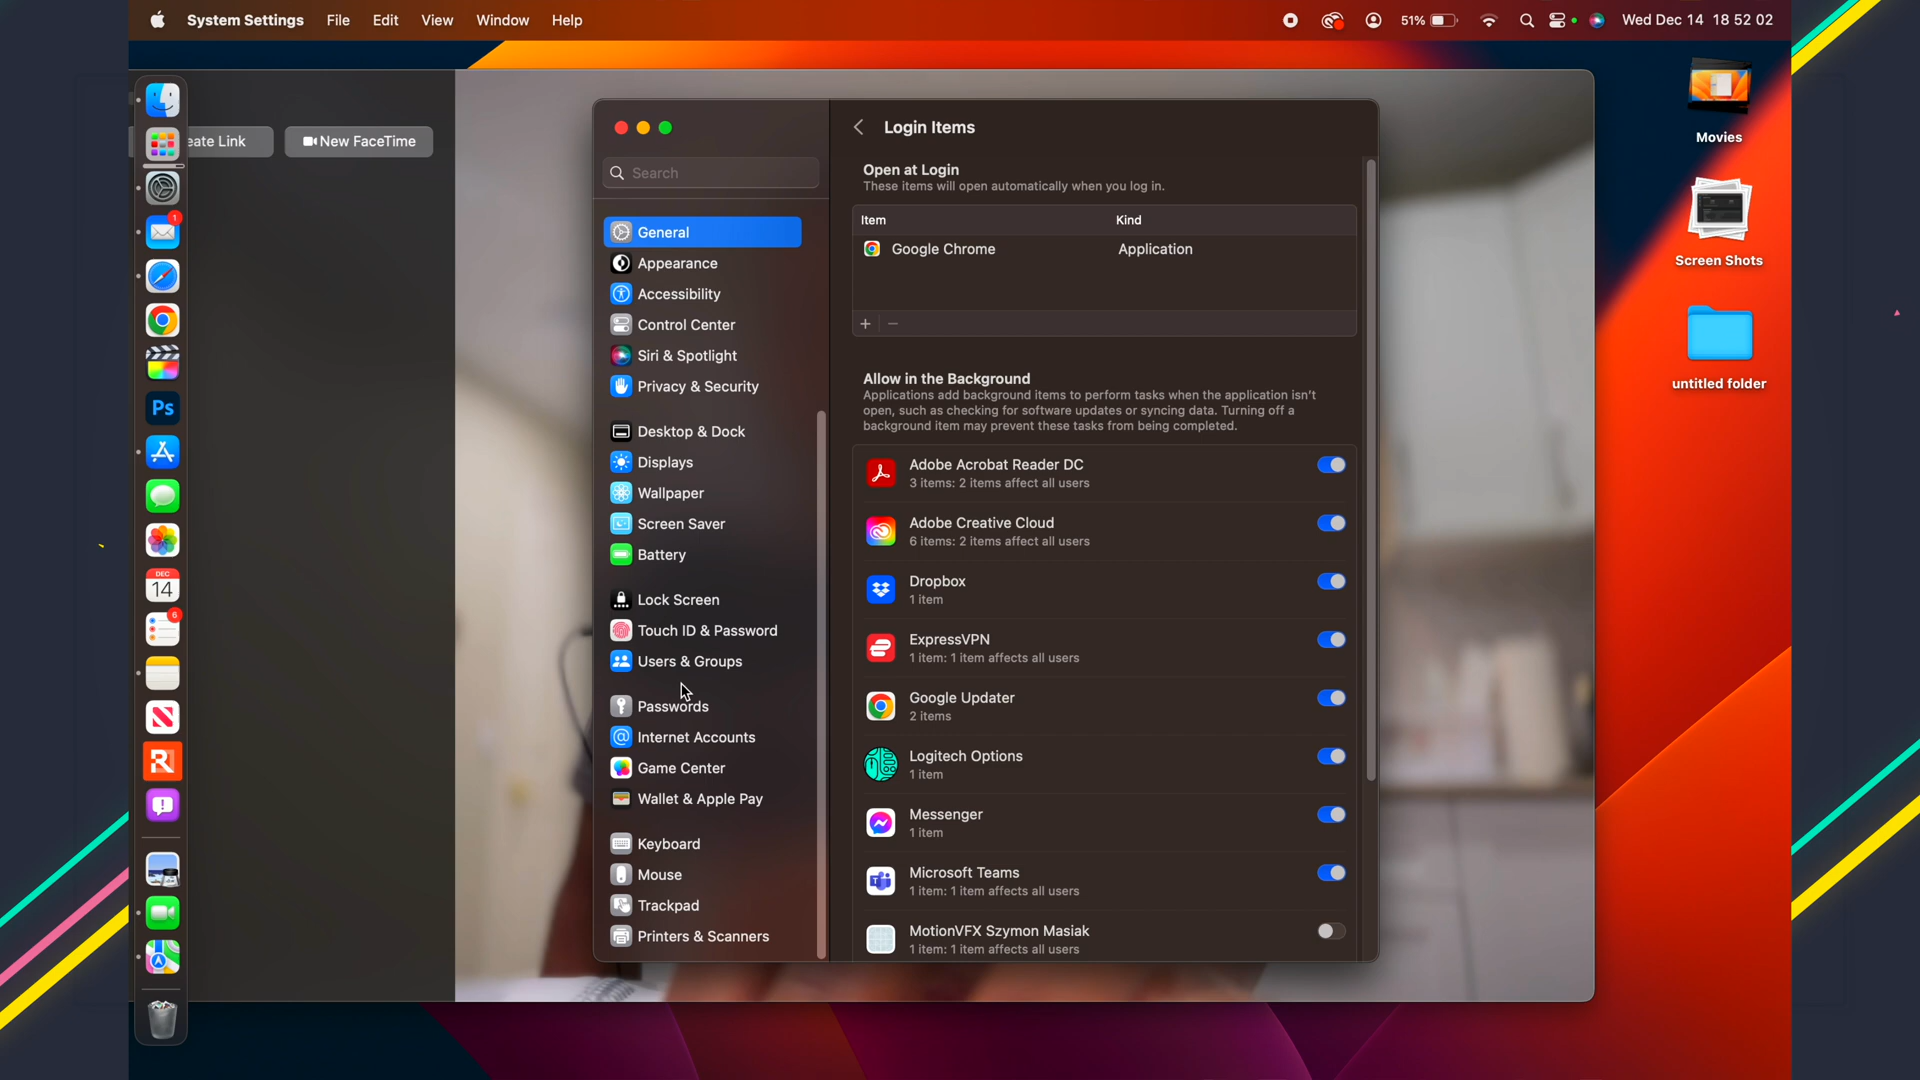 System Settings File Edit View Window Help
51% Wed Dec 14 18 52 02
eate Link
New FaceTime
1
DEC
14
6
Ps
Search
General
Appearance
Accessibility
Control Center
Siri & Spotlight
Privacy & Security
Desktop & Dock
Displays
Wallpaper
Screen Saver
Battery
Lock Screen
Touch ID & Password
Users & Groups
Passwords
Internet Accounts
Game Center
Wallet & Apple Pay
Keyboard
Mouse
Trackpad
Printers & Scanners
Login Items
Open at Login
These items will open automatically when you log in.
Item Kind
Google Chrome Application
+ −
Allow in the Background
Applications add background items to perform tasks when the application isn't
open, such as checking for software updates or syncing data. Turning off a
background item may prevent these tasks from being completed.
Adobe Acrobat Reader DC
3 items: 2 items affect all users
Adobe Creative Cloud
6 items: 2 items affect all users
Dropbox
1 item
ExpressVPN
1 item: 1 item affects all users
Google Updater
2 items
Logitech Options
1 item
Messenger
1 item
Microsoft Teams
1 item: 1 item affects all users
MotionVFX Szymon Masiak
1 item: 1 item affects all users
Movies
Screen Shots
untitled folder